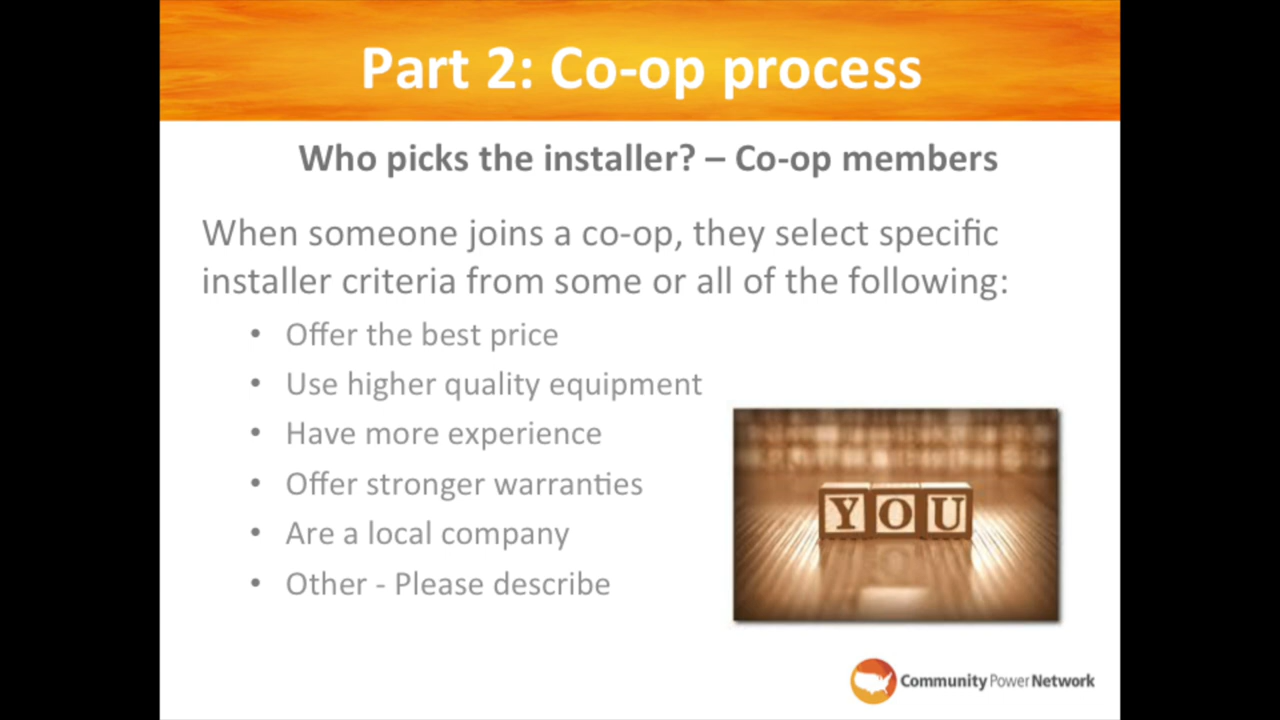 Part 2: Co-op process
Who picks the installer? – Co-op members
When someone joins a co-op, they select specific
installer criteria from some or all of the following:
• Offer the best price
• Use higher quality equipment
• Have more experience
• Offer stronger warranties
• Are a local company
• Other - Please describe
YOU
Community Power Network